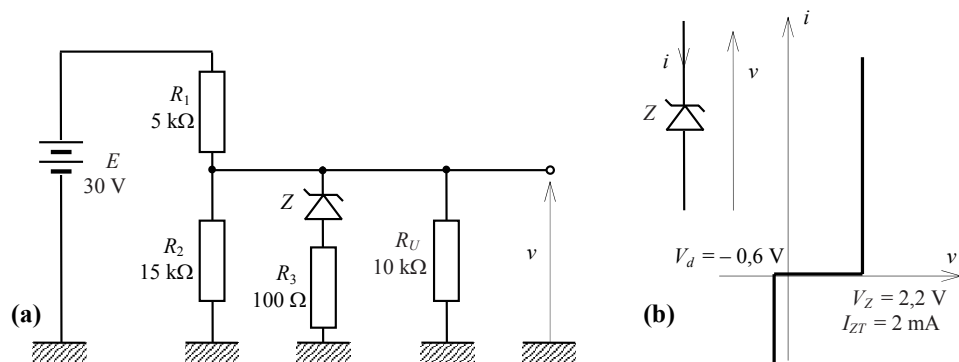 R1
5 kΩ
E
30 V
Z
R2
15 kΩ
R3
100 Ω
RU
10 kΩ
v
(a)
i
Z
v
i
Vd = – 0,6 V
v
VZ = 2,2 V
IZT = 2 mA
(b)